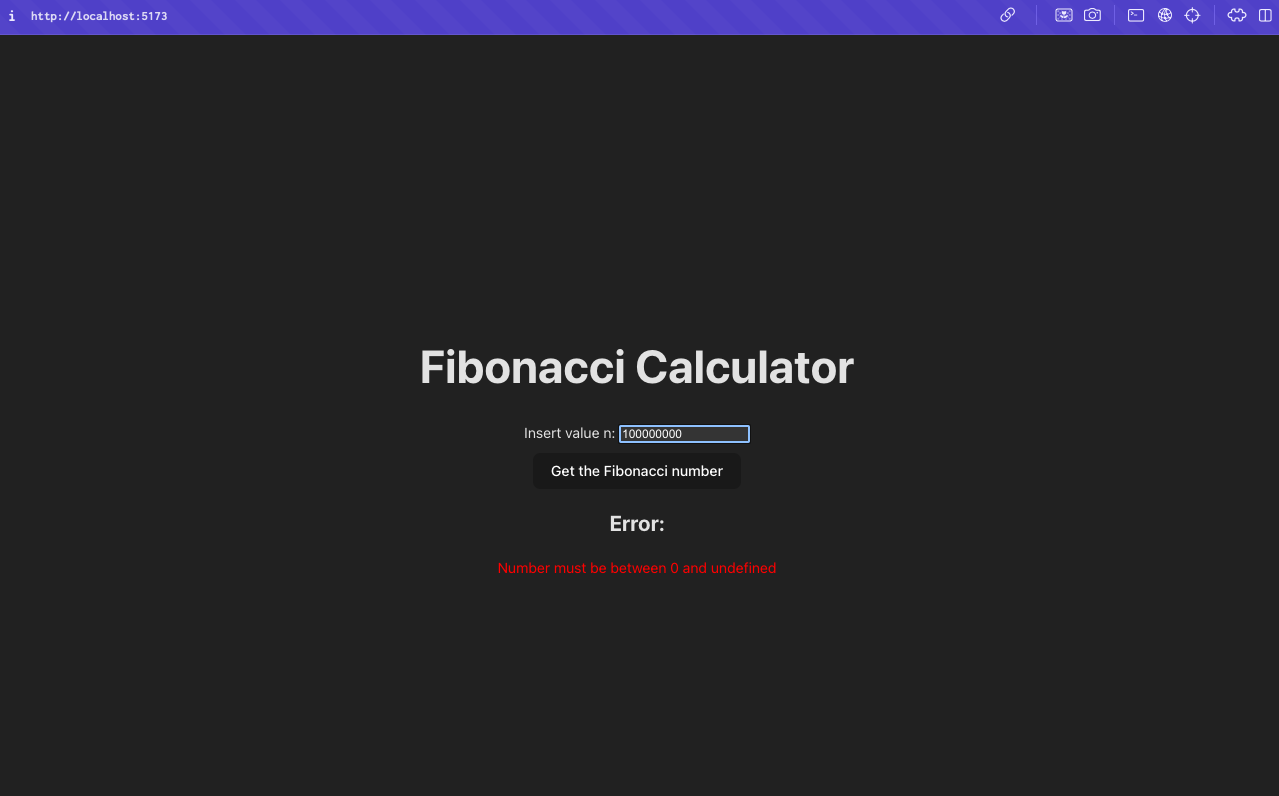 http://localhost:5173
Fibonacci Calculator
Insert value n: 100000000
Get the Fibonacci number
Error:
Number must be between 0 and undefined